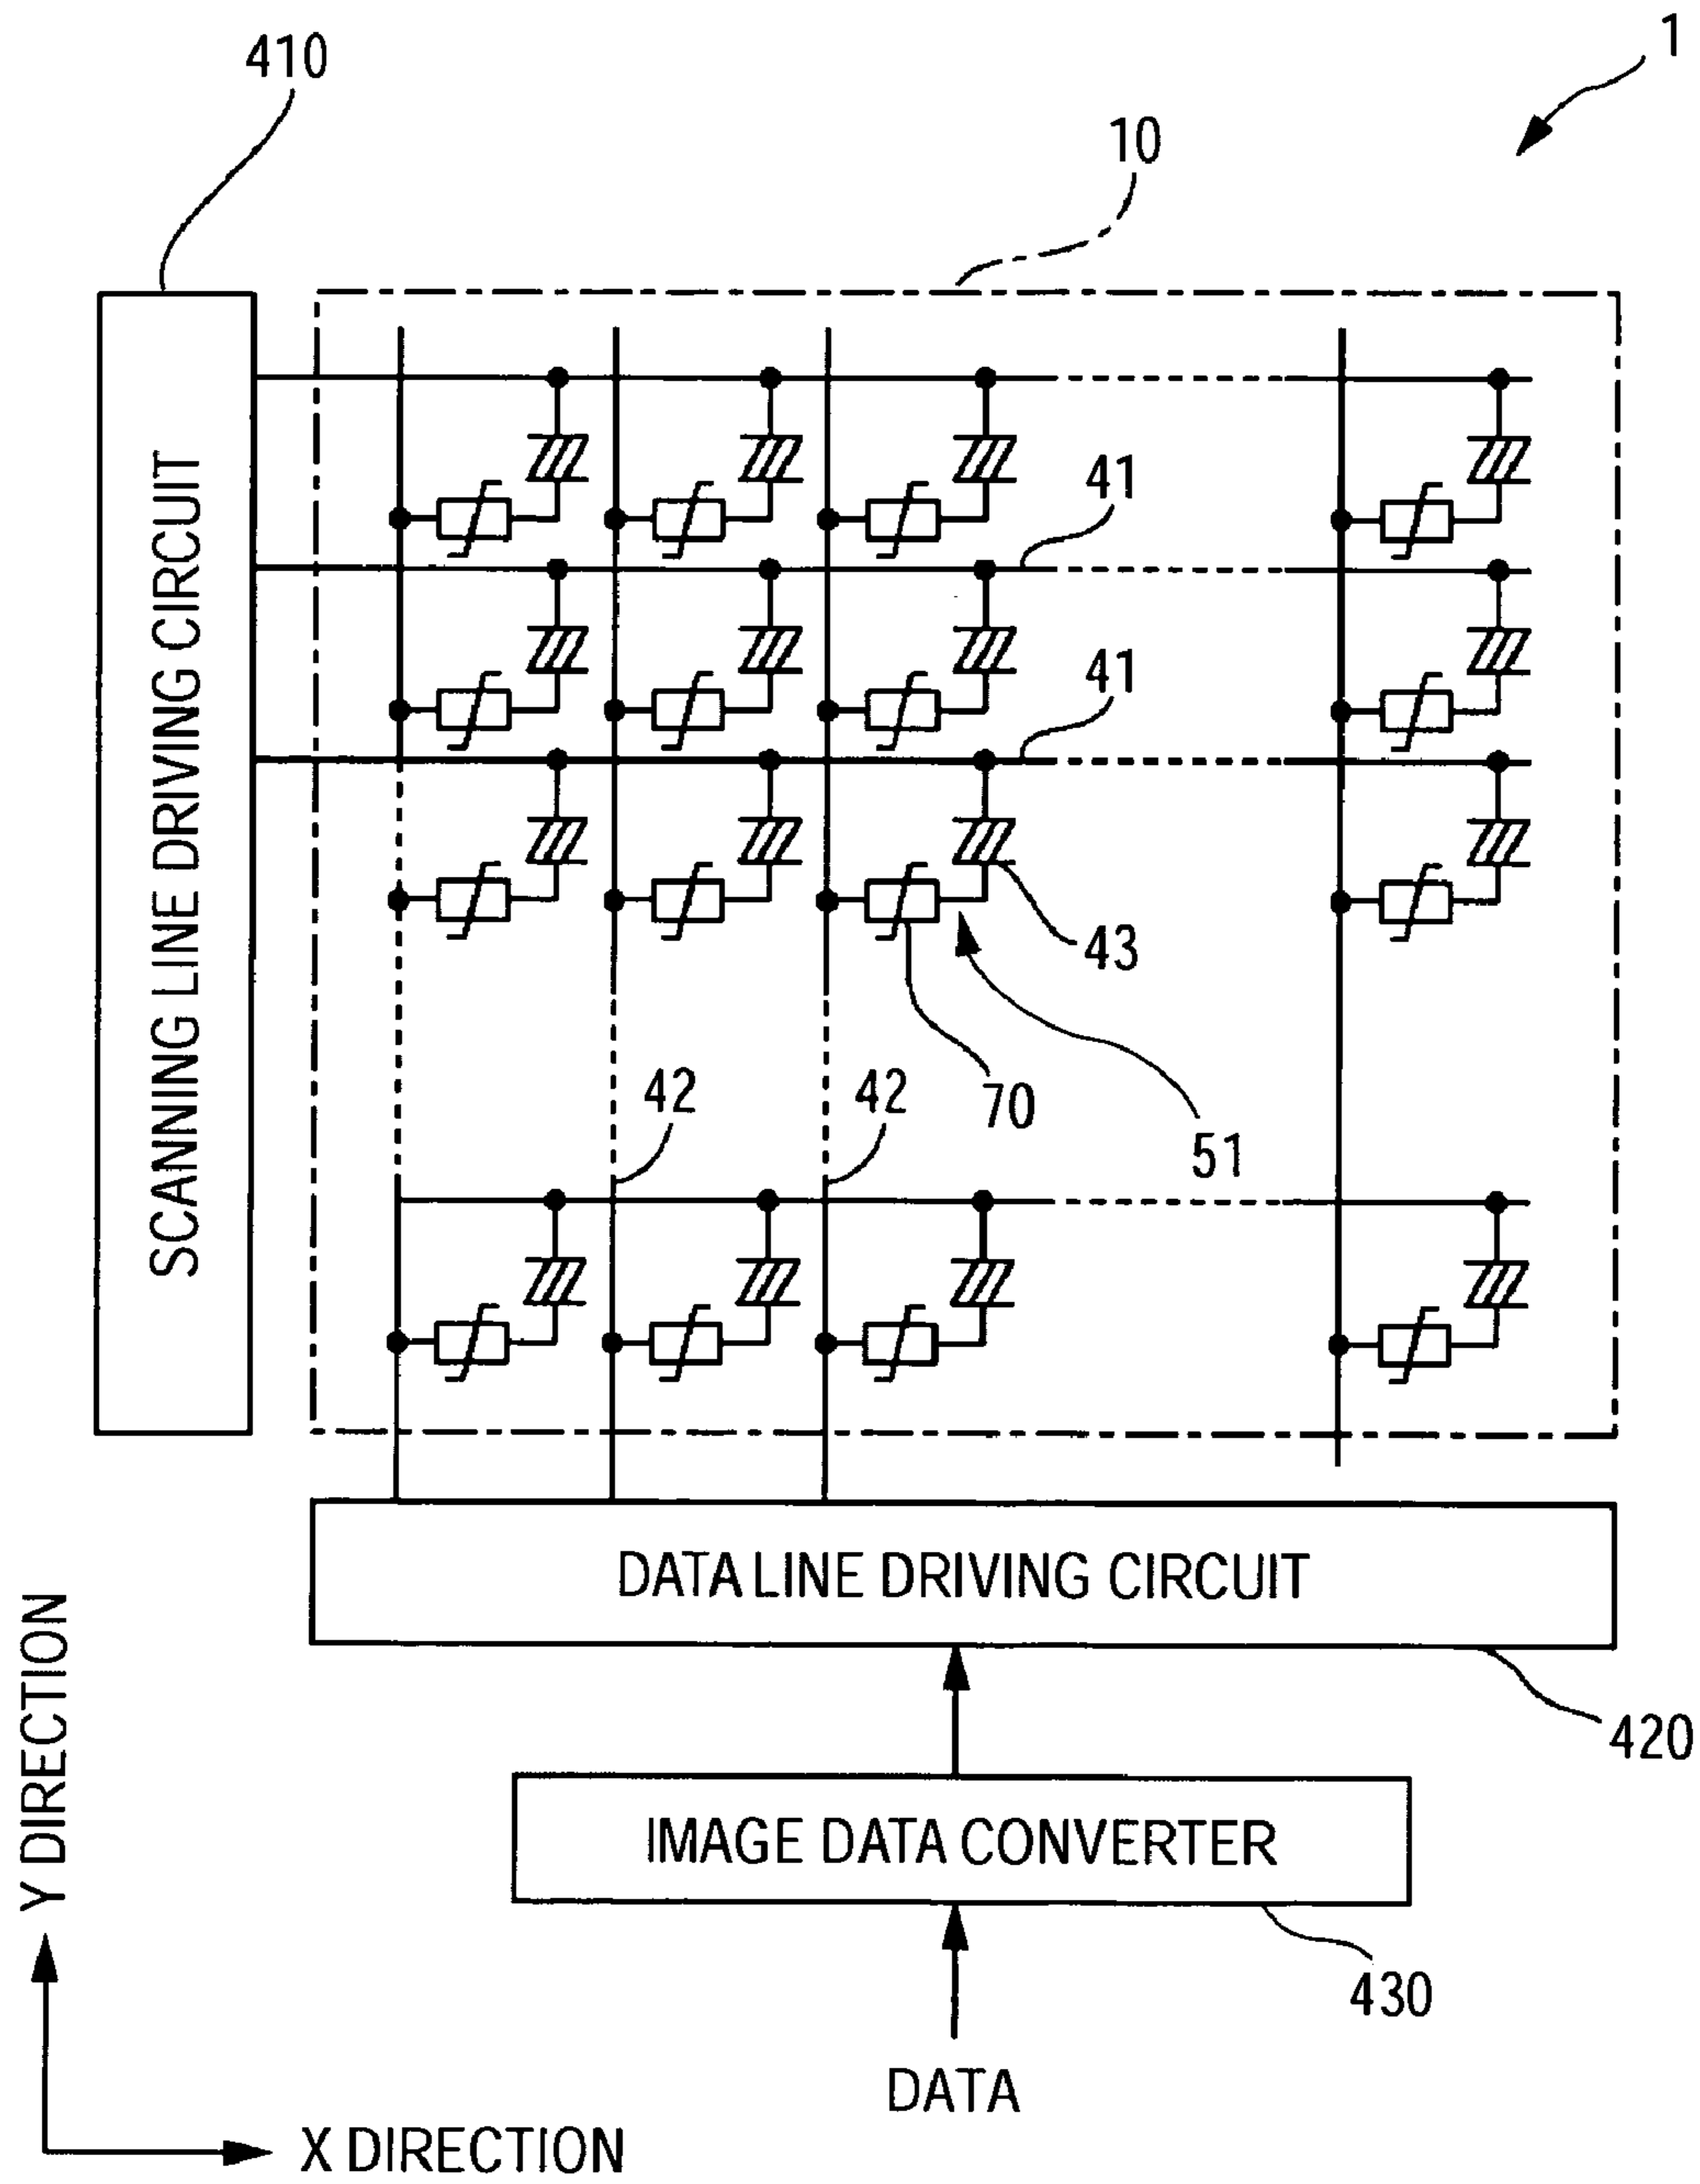 1
410
10
41
41
SCANNING LINE DRIVING CIRCUIT
43
70
42
42
51
DATA LINE DRIVING CIRCUIT
420
IMAGE DATA CONVERTER
430
DATA
Y DIRECTION
X DIRECTION